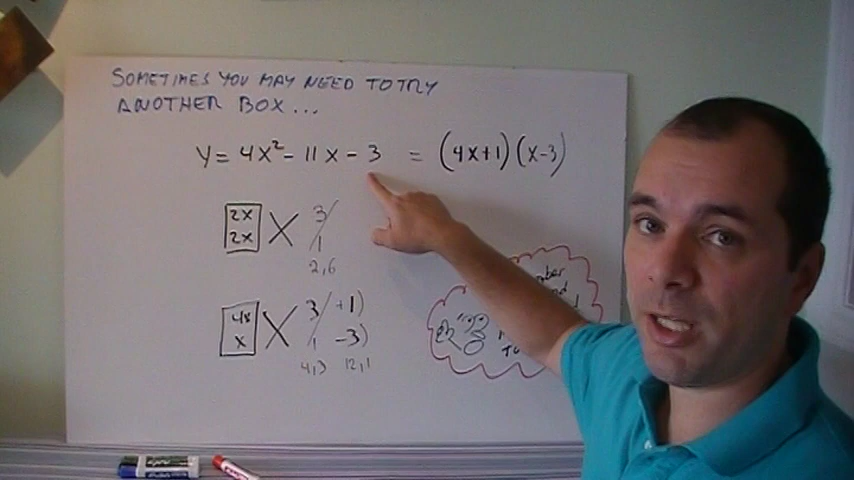 SOMETIMES YOU MAY NEED TO TRY
ANOTHER BOX...
Y = 4X² - 11X - 3 = (4X+1)(X-3)
2X 3
2X 1
2,6
4X 3 +1)
X 1 -3)
4,3 12,1